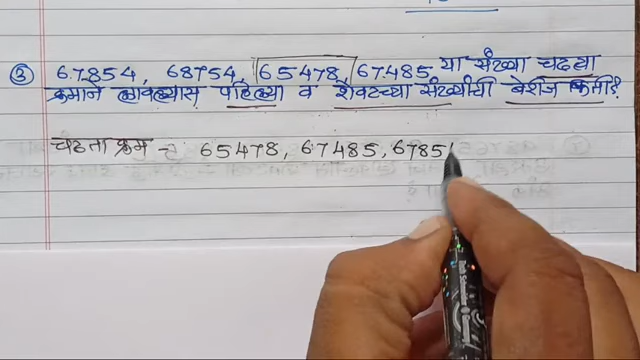 ③ 67854, 68754, 65478, 67485 या संख्या चढत्या
क्रमाने लावल्यास पहिल्या व शेवटच्या संख्यांची बेरीज किती?
चढता क्रम - 65478, 67485, 6785